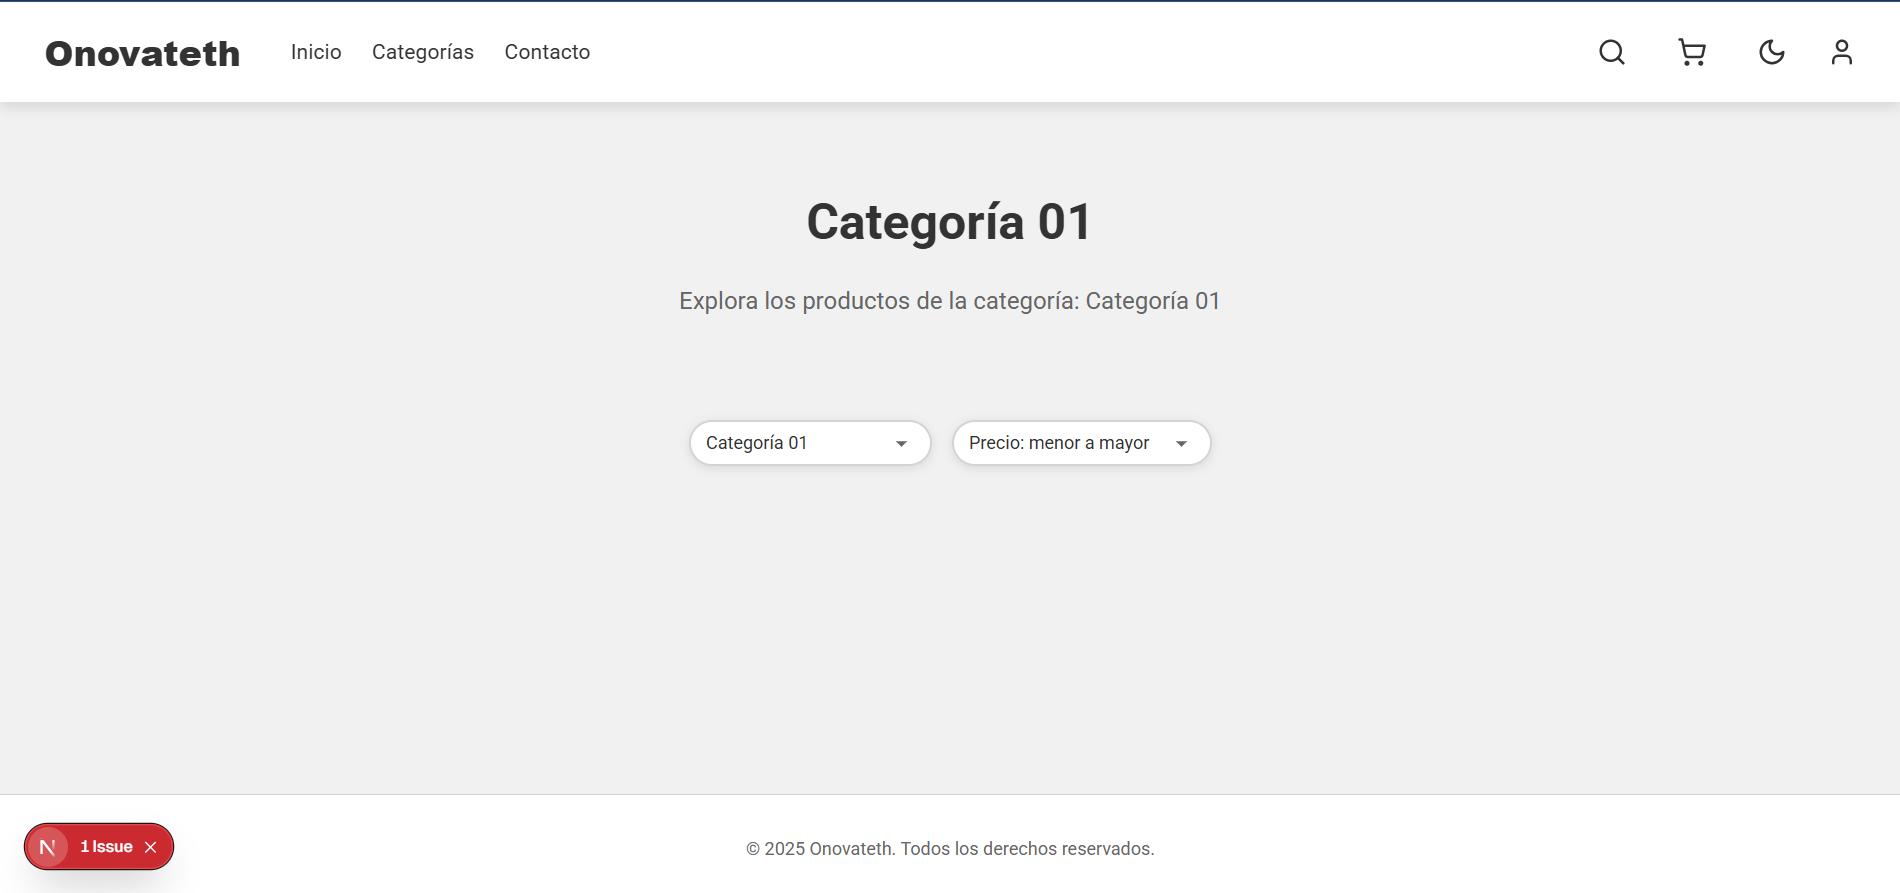 Onovateth
Inicio
Categorías
Contacto
Categoría 01
Explora los productos de la categoría: Categoría 01
Categoría 01
Precio: menor a mayor
N
1 Issue
© 2025 Onovateth. Todos los derechos reservados.